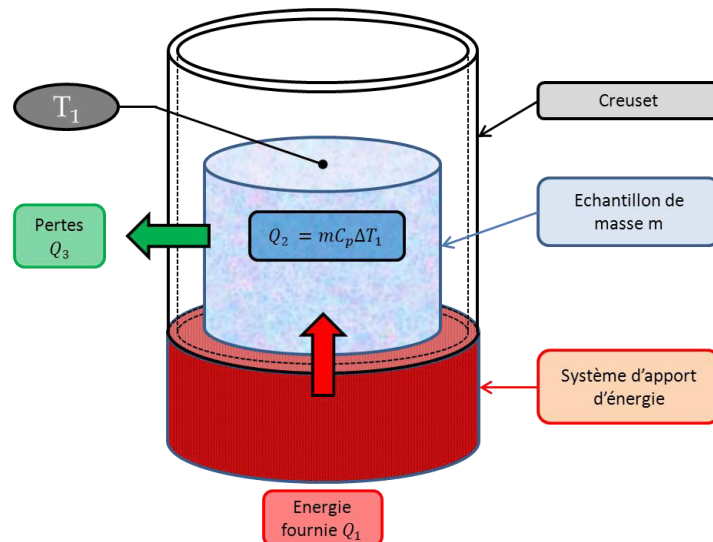 T₁
Creuset
Echantillon de
masse m
Pertes
Q₃
Q₂ = mCₚΔT₁
Système d'apport
d'énergie
Energie
fournie Q₁